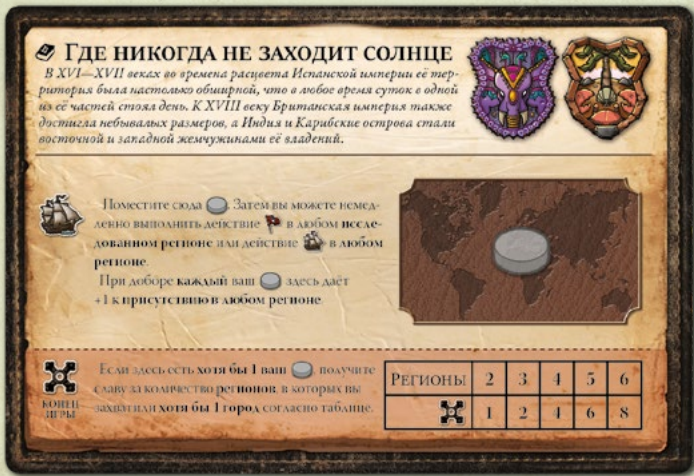 Где никогда не заходит солнце
В XVI—XVII веках во времена расцвета Испанской империи её тер-
ритория была настолько обширной, что в любое время суток в одной
из её частей стоял день. К XVIII веку Британская империя также
достигла небывалых размеров, а Индия и Карибские острова стали
восточной и западной жемчужинами её владений.
Поместите сюда . Затем вы можете немед-
ленно выполнить действие в любом иссле-
дованном регионе или действие в любом
регионе.
При доборе каждый ваш здесь даёт
+1 к присутствию в любом регионе.
Если здесь есть хотя бы 1 ваш , получите
славу за количество регионов, в которых вы
захватили хотя бы 1 город согласно таблице.
КОНЕЦ
ИГРЫ
Регионы 2 3 4 5 6
1 2 4 6 8